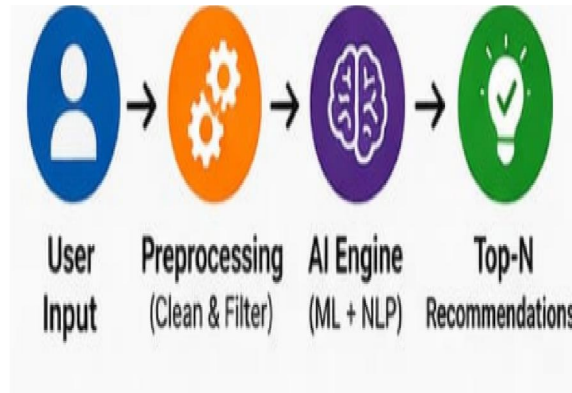 User Input
Preprocessing (Clean & Filter)
AI Engine (ML + NLP)
Top-N Recommendations